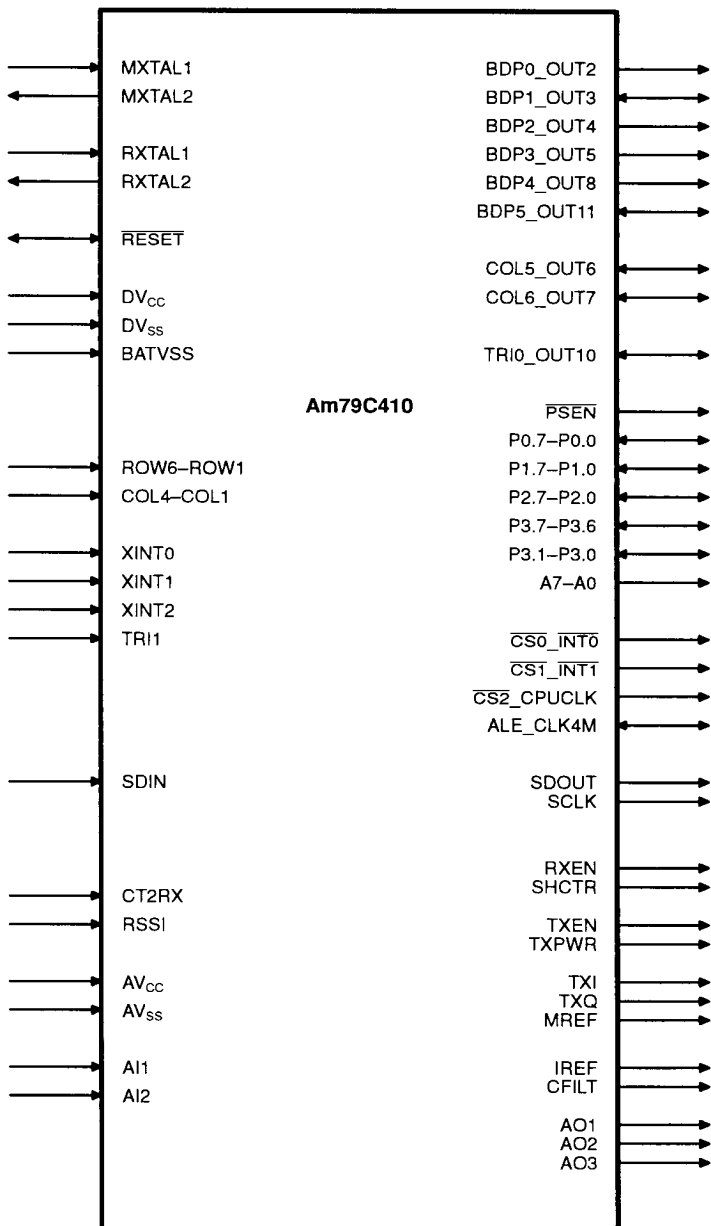 MXTAL1
MXTAL2
RXTAL1
RXTAL2
RESET
DVCC
DVSS
BATVSS
Am79C410
ROW6–ROW1
COL4–COL1
XINT0
XINT1
XINT2
TRI1
SDIN
CT2RX
RSSI
AVCC
AVSS
AI1
AI2
BDP0_OUT2
BDP1_OUT3
BDP2_OUT4
BDP3_OUT5
BDP4_OUT8
BDP5_OUT11
COL5_OUT6
COL6_OUT7
TRI0_OUT10
PSEN
P0.7–P0.0
P1.7–P1.0
P2.7–P2.0
P3.7–P3.6
P3.1–P3.0
A7–A0
CS0_INT0
CS1_INT1
CS2_CPUCLK
ALE_CLK4M
SDOUT
SCLK
RXEN
SHCTR
TXEN
TXPWR
TXI
TXQ
MREF
IREF
CFILT
AO1
AO2
AO3